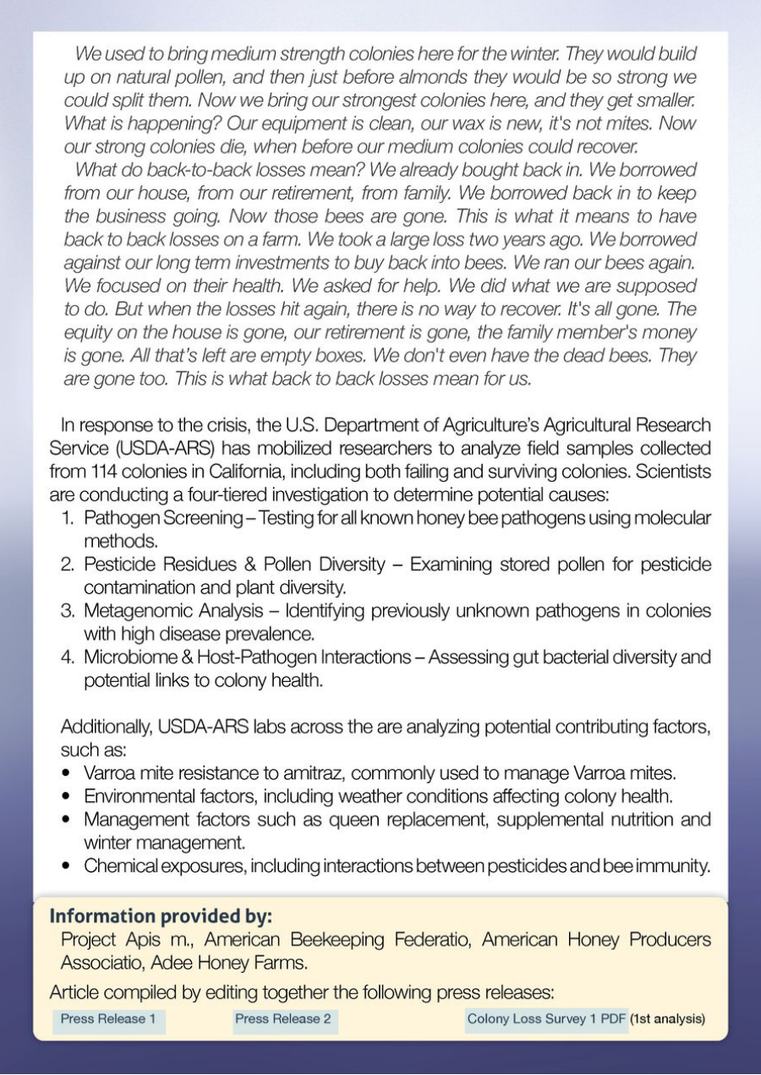 We used to bring medium strength colonies here for the winter. They would build
up on natural pollen, and then just before almonds they would be so strong we
could split them. Now we bring our strongest colonies here, and they get smaller.
What is happening? Our equipment is clean, our wax is new, it's not mites. Now
our strong colonies die, when before our medium colonies could recover.
What do back-to-back losses mean? We already bought back in. We borrowed
from our house, from our retirement, from family. We borrowed back in to keep
the business going. Now those bees are gone. This is what it means to have
back to back losses on a farm. We took a large loss two years ago. We borrowed
against our long term investments to buy back into bees. We ran our bees again.
We focused on their health. We asked for help. We did what we are supposed
to do. But when the losses hit again, there is no way to recover. It's all gone. The
equity on the house is gone, our retirement is gone, the family member's money
is gone. All that’s left are empty boxes. We don't even have the dead bees. They
are gone too. This is what back to back losses mean for us.
In response to the crisis, the U.S. Department of Agriculture’s Agricultural Research
Service (USDA-ARS) has mobilized researchers to analyze field samples collected
from 114 colonies in California, including both failing and surviving colonies. Scientists
are conducting a four-tiered investigation to determine potential causes:
1. Pathogen Screening – Testing for all known honey bee pathogens using molecular
methods.
2. Pesticide Residues & Pollen Diversity – Examining stored pollen for pesticide
contamination and plant diversity.
3. Metagenomic Analysis – Identifying previously unknown pathogens in colonies
with high disease prevalence.
4. Microbiome & Host-Pathogen Interactions – Assessing gut bacterial diversity and
potential links to colony health.
Additionally, USDA-ARS labs across the are analyzing potential contributing factors,
such as:
• Varroa mite resistance to amitraz, commonly used to manage Varroa mites.
• Environmental factors, including weather conditions affecting colony health.
• Management factors such as queen replacement, supplemental nutrition and
winter management.
• Chemical exposures, including interactions between pesticides and bee immunity.
Information provided by:
Project Apis m., American Beekeeping Federatio, American Honey Producers
Associatio, Adee Honey Farms.
Article compiled by editing together the following press releases:
Press Release 1 Press Release 2 Colony Loss Survey 1 PDF (1st analysis)